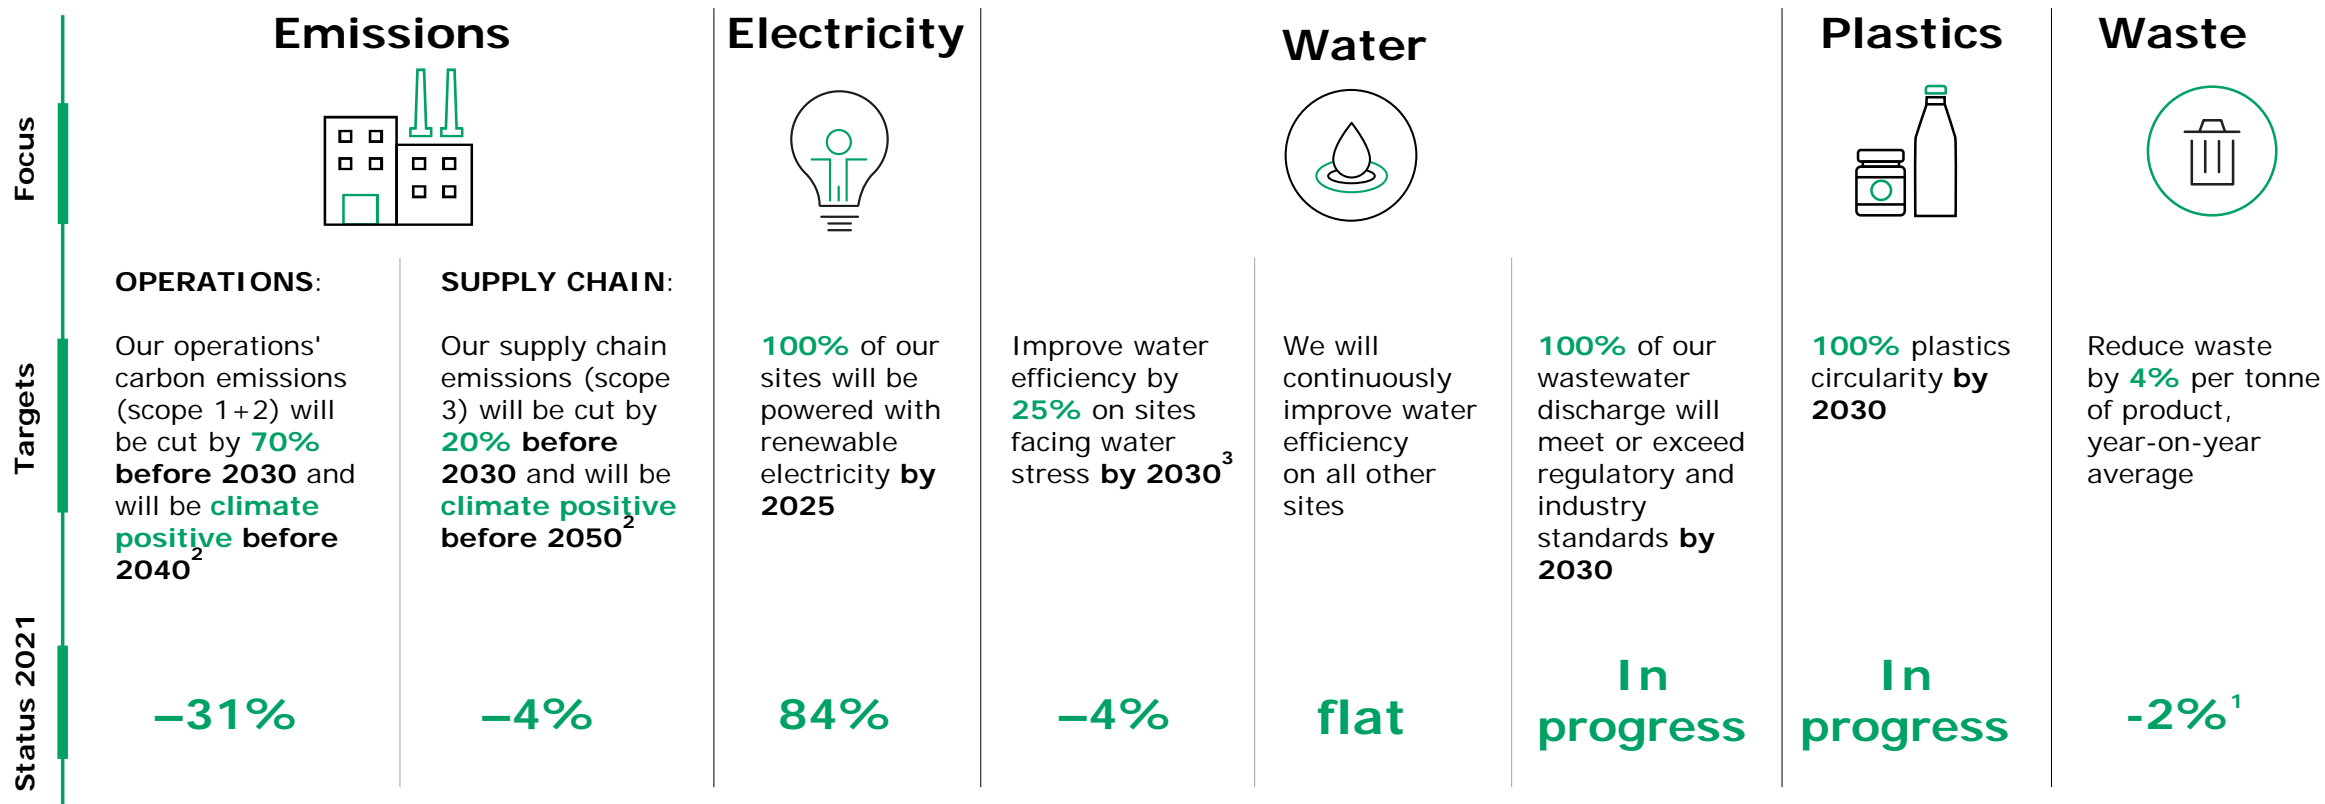 Emissions
Electricity
Water
Plastics
Waste
Focus
Targets
OPERATIONS:
Our operations'
carbon emissions
(scope 1+2) will
be cut by 70%
before 2030 and
will be climate
positive before
2040²
SUPPLY CHAIN:
Our supply chain
emissions (scope
3) will be cut by
20% before
2030 and will be
climate positive
before 2050²
100% of our
sites will be
powered with
renewable
electricity by
2025
Improve water
efficiency by
25% on sites
facing water
stress by 2030³
We will
continuously
improve water
efficiency
on all other
sites
100% of our
wastewater
discharge will
meet or exceed
regulatory and
industry
standards by
2030
100% plastics
circularity by
2030
Reduce waste
by 4% per tonne
of product,
year-on-year
average
Status 2021
–31%
–4%
84%
–4%
flat
In
progress
In
progress
-2%¹